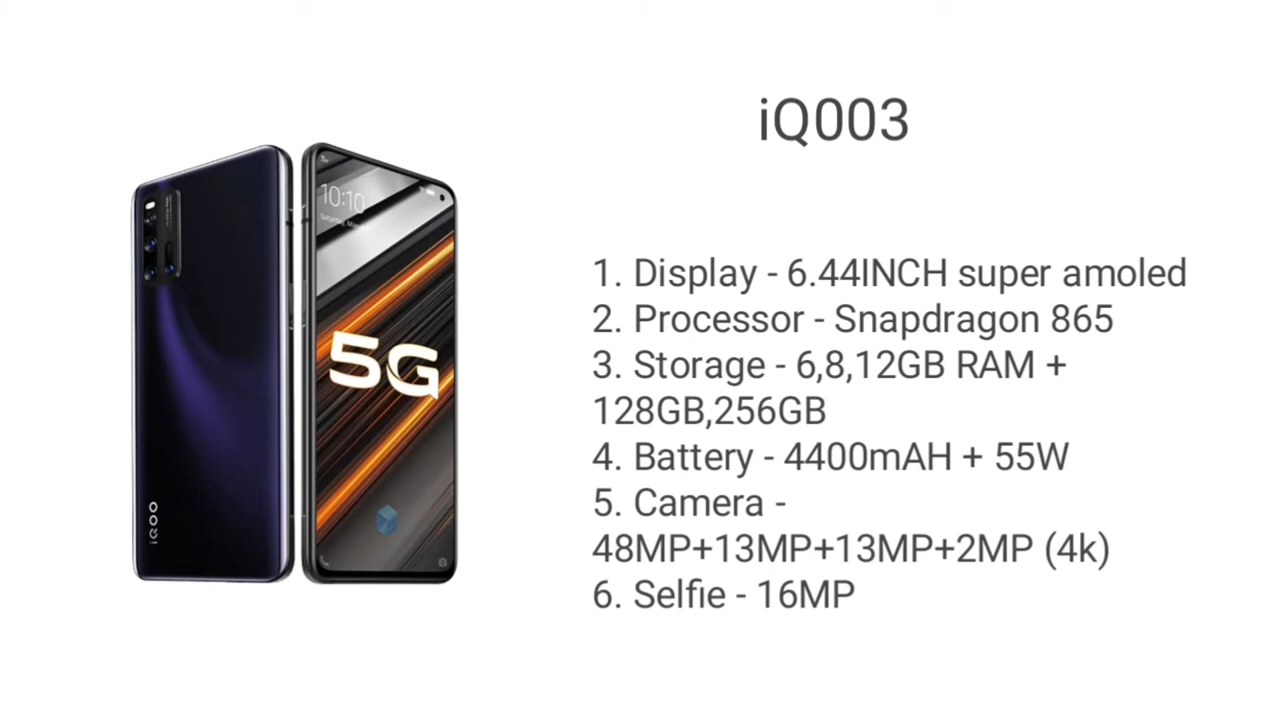 iQ003
10:10
5G
iQOO
1. Display - 6.44INCH super amoled
2. Processor - Snapdragon 865
3. Storage - 6,8,12GB RAM +
128GB,256GB
4. Battery - 4400mAH + 55W
5. Camera -
48MP+13MP+13MP+2MP (4k)
6. Selfie - 16MP